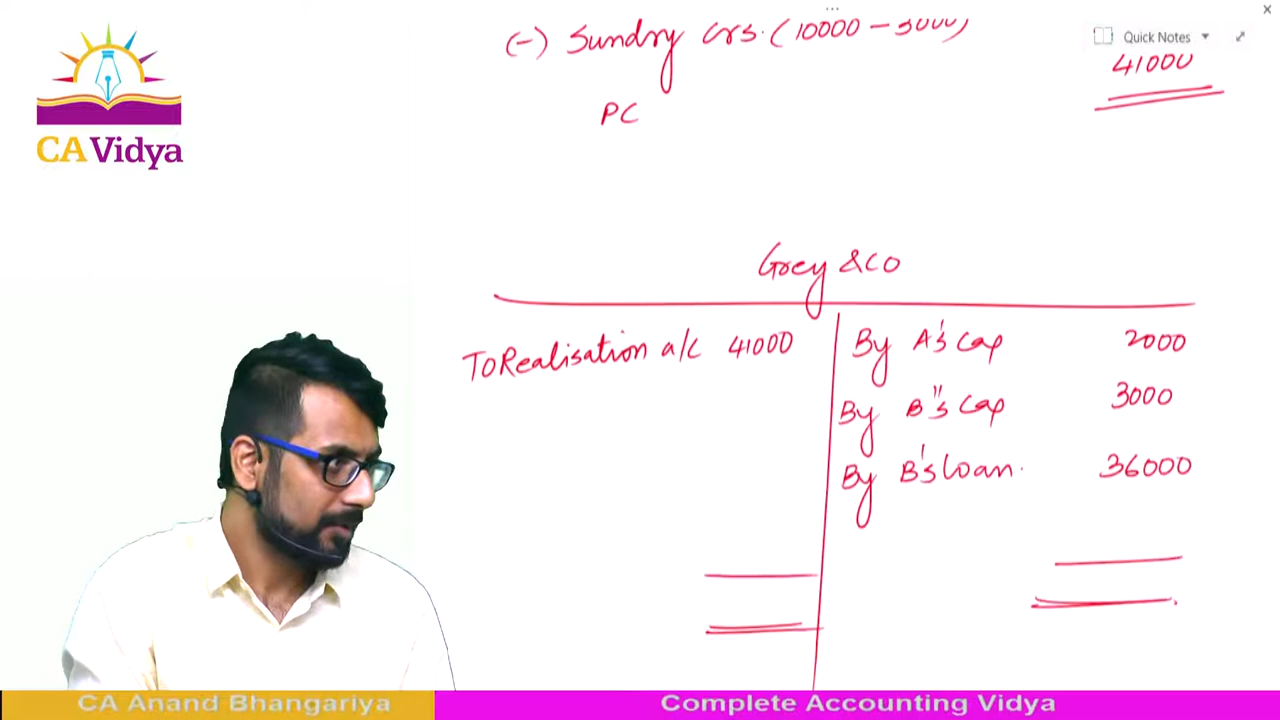 (-) Sundry Crs. (10000 - 3000)
Quick Notes
41000
PC
CA Vidya
Grey & Co
To Realisation a/c 41000
By A's Cap 2000
By B"s Cap 3000
By B's loan. 36000
CA Anand Bhangariya
Complete Accounting Vidya